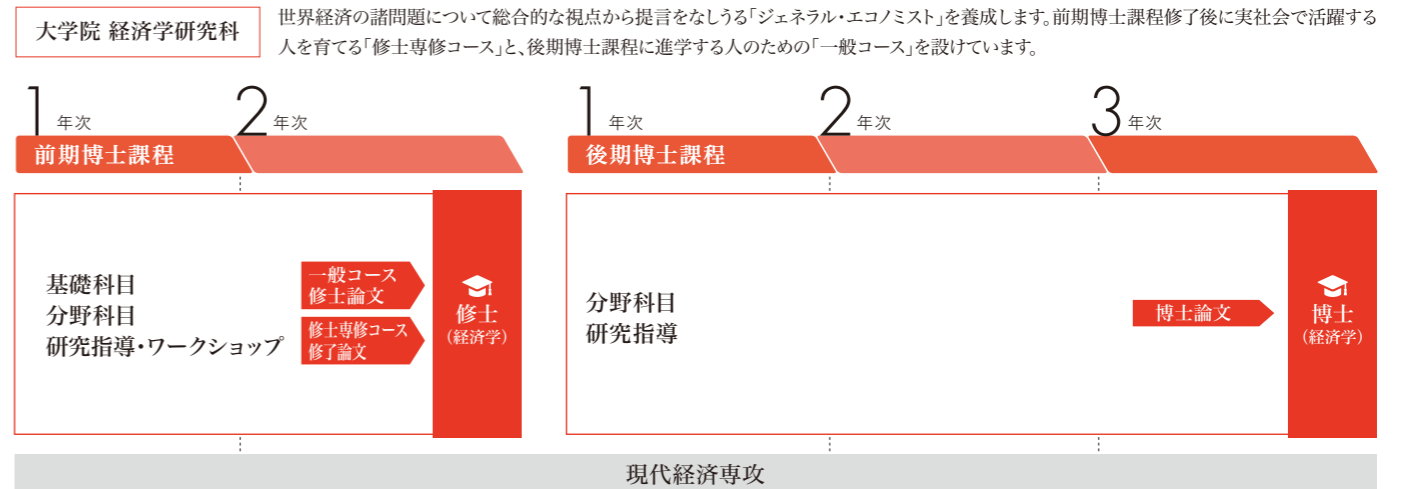 大学院 経済学研究科
世界経済の諸問題について総合的な視点から提言をなしうる「ジェネラル・エコノミスト」を養成します。前期博士課程修了後に実社会で活躍する
人を育てる「修士専修コース」と、後期博士課程に進学する人のための「一般コース」を設けています。
1年次
2年次
前期博士課程
基礎科目
分野科目
研究指導・ワークショップ
一般コース
修士論文
修士専修コース
修了論文
修士
(経済学)
1年次
2年次
3年次
後期博士課程
分野科目
研究指導
博士論文
博士
(経済学)
現代経済専攻